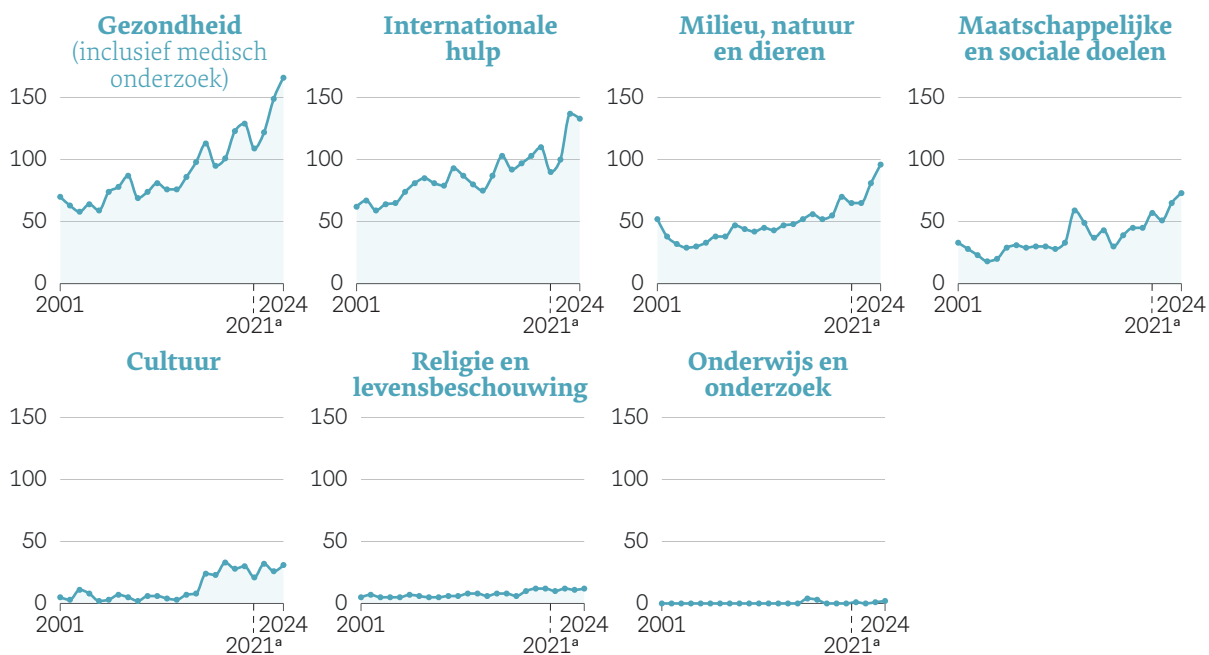 Gezondheid
(inclusief medisch
onderzoek)
150
100
50
0
2001
2024
2021ª
Internationale
hulp
150
100
50
0
2001
2024
2021ª
Milieu, natuur
en dieren
150
100
50
0
2001
2024
2021ª
Maatschappelijke
en sociale doelen
150
100
50
0
2001
2024
2021ª
Cultuur
150
100
50
0
2001
2024
2021ª
Religie en
levensbeschouwing
150
100
50
0
2001
2024
2021ª
Onderwijs en
onderzoek
150
100
50
0
2001
2024
2021ª